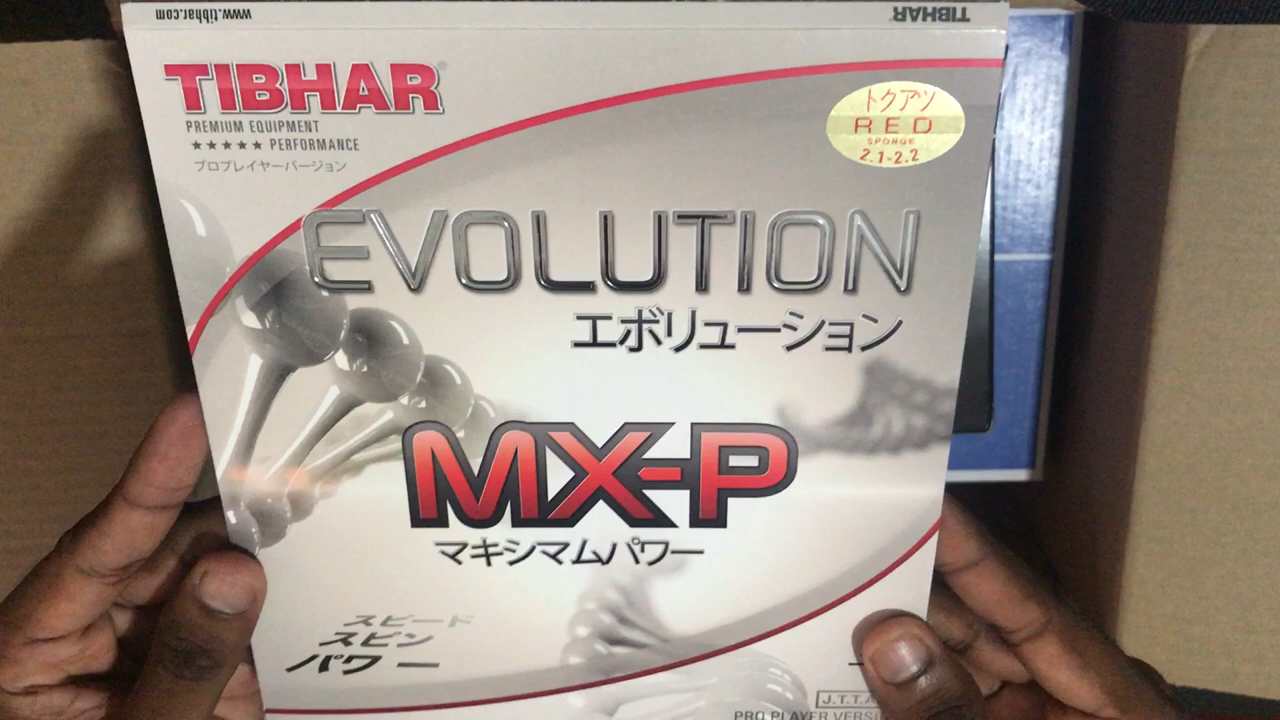 www.tibhar.com
TIBHAR
TIBHAR®
PREMIUM EQUIPMENT
★★★★★ PERFORMANCE
プロプレイヤーバージョン
トクアツ
RED
SPONGE
2.1-2.2
EVOLUTION
エボリューション
MX-P
マキシマムパワー
スピード
スピン
パワー
J.T.T.A
PRO PLAYER